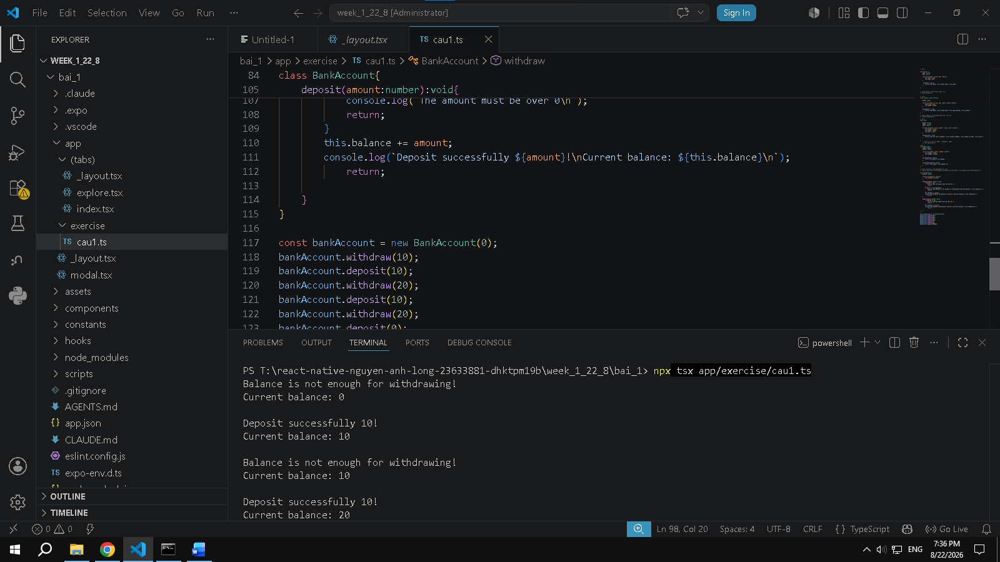 File Edit Selection View Go Run ···
week_1_22_8 [Administrator]
Sign In
EXPLORER
WEEK_1_22_8
bai_1
.claude
.expo
.vscode
app
(tabs)
_layout.tsx
explore.tsx
index.tsx
exercise
TS cau1.ts
_layout.tsx
modal.tsx
assets
components
constants
hooks
node_modules
scripts
.gitignore
AGENTS.md
{} app.json
CLAUDE.md
eslint.config.js
TS expo-env.d.ts
OUTLINE
TIMELINE
Untitled-1
_layout.tsx
TS cau1.ts
bai_1 > app > exercise > TS cau1.ts > BankAccount > withdraw
84 class BankAccount{
105 deposit(amount:number):void{
107 console.log(`The amount must be over 0\n`);
108 return;
109 }
110 this.balance += amount;
111 console.log(`Deposit successfully ${amount}!\nCurrent balance: ${this.balance}\n`);
112 return;
113
114 }
115 }
116
117 const bankAccount = new BankAccount(0);
118 bankAccount.withdraw(10);
119 bankAccount.deposit(10);
120 bankAccount.withdraw(20);
121 bankAccount.deposit(10);
122 bankAccount.withdraw(20);
123 bankAccount.deposit(0);
PROBLEMS OUTPUT TERMINAL PORTS DEBUG CONSOLE
powershell
PS T:\react-native-nguyen-anh-long-23633881-dhktpm19b\week_1_22_8\bai_1> npx tsx app/exercise/cau1.ts
Balance is not enough for withdrawing!
Current balance: 0
Deposit successfully 10!
Current balance: 10
Balance is not enough for withdrawing!
Current balance: 10
Deposit successfully 10!
Current balance: 20
0 0
Ln 98, Col 20 Spaces: 4 UTF-8 CRLF {} TypeScript Go Live
ENG
7:36 PM
8/22/2026